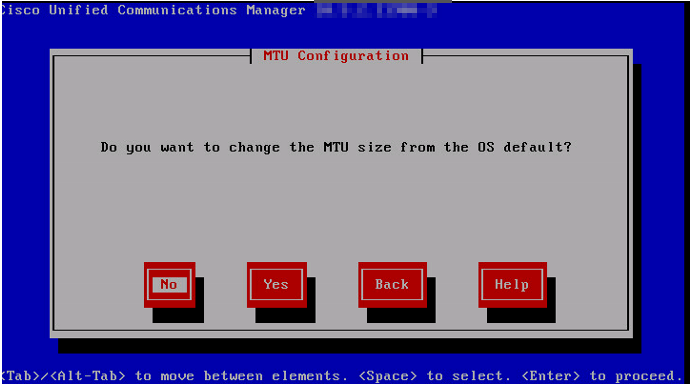 Cisco Unified Communications Manager
MTU Configuration
Do you want to change the MTU size from the OS default?
No Yes Back Help
<Tab>/<Alt-Tab> to move between elements. <Space> to select. <Enter> to proceed.